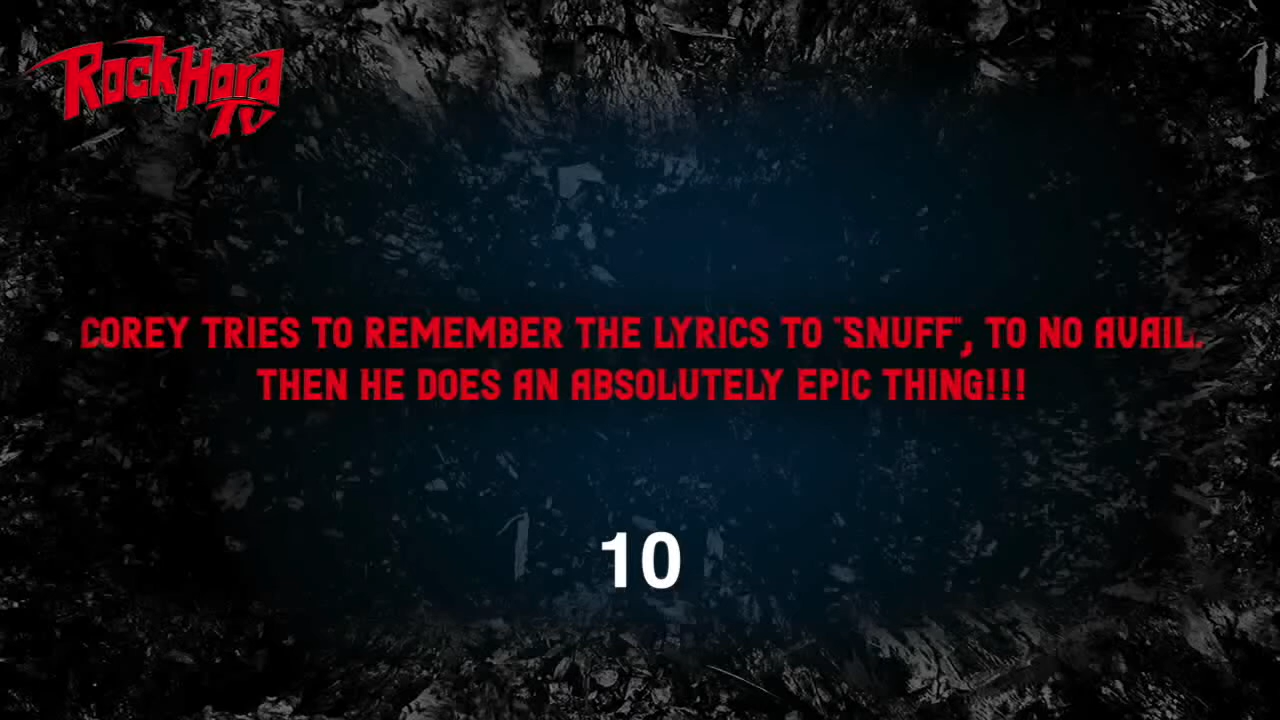 RockHard
TV
COREY TRIES TO REMEMBER THE LYRICS TO "SNUFF", TO NO AVAIL.
THEN HE DOES AN ABSOLUTELY EPIC THING!!!
10